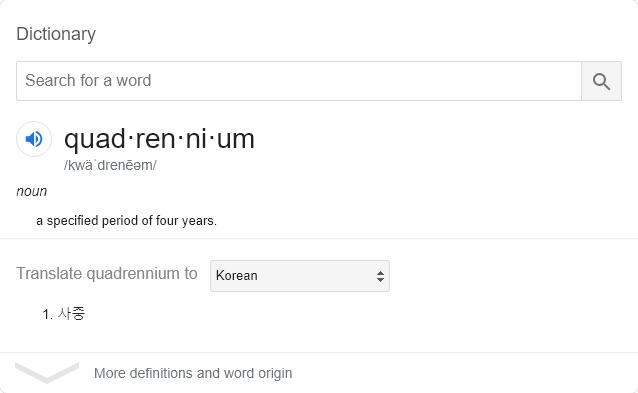 Dictionary
Search for a word
quad·ren·ni·um
/kwäˈdrenēəm/
noun
a specified period of four years.
Translate quadrennium to Korean
1. 사중
More definitions and word origin